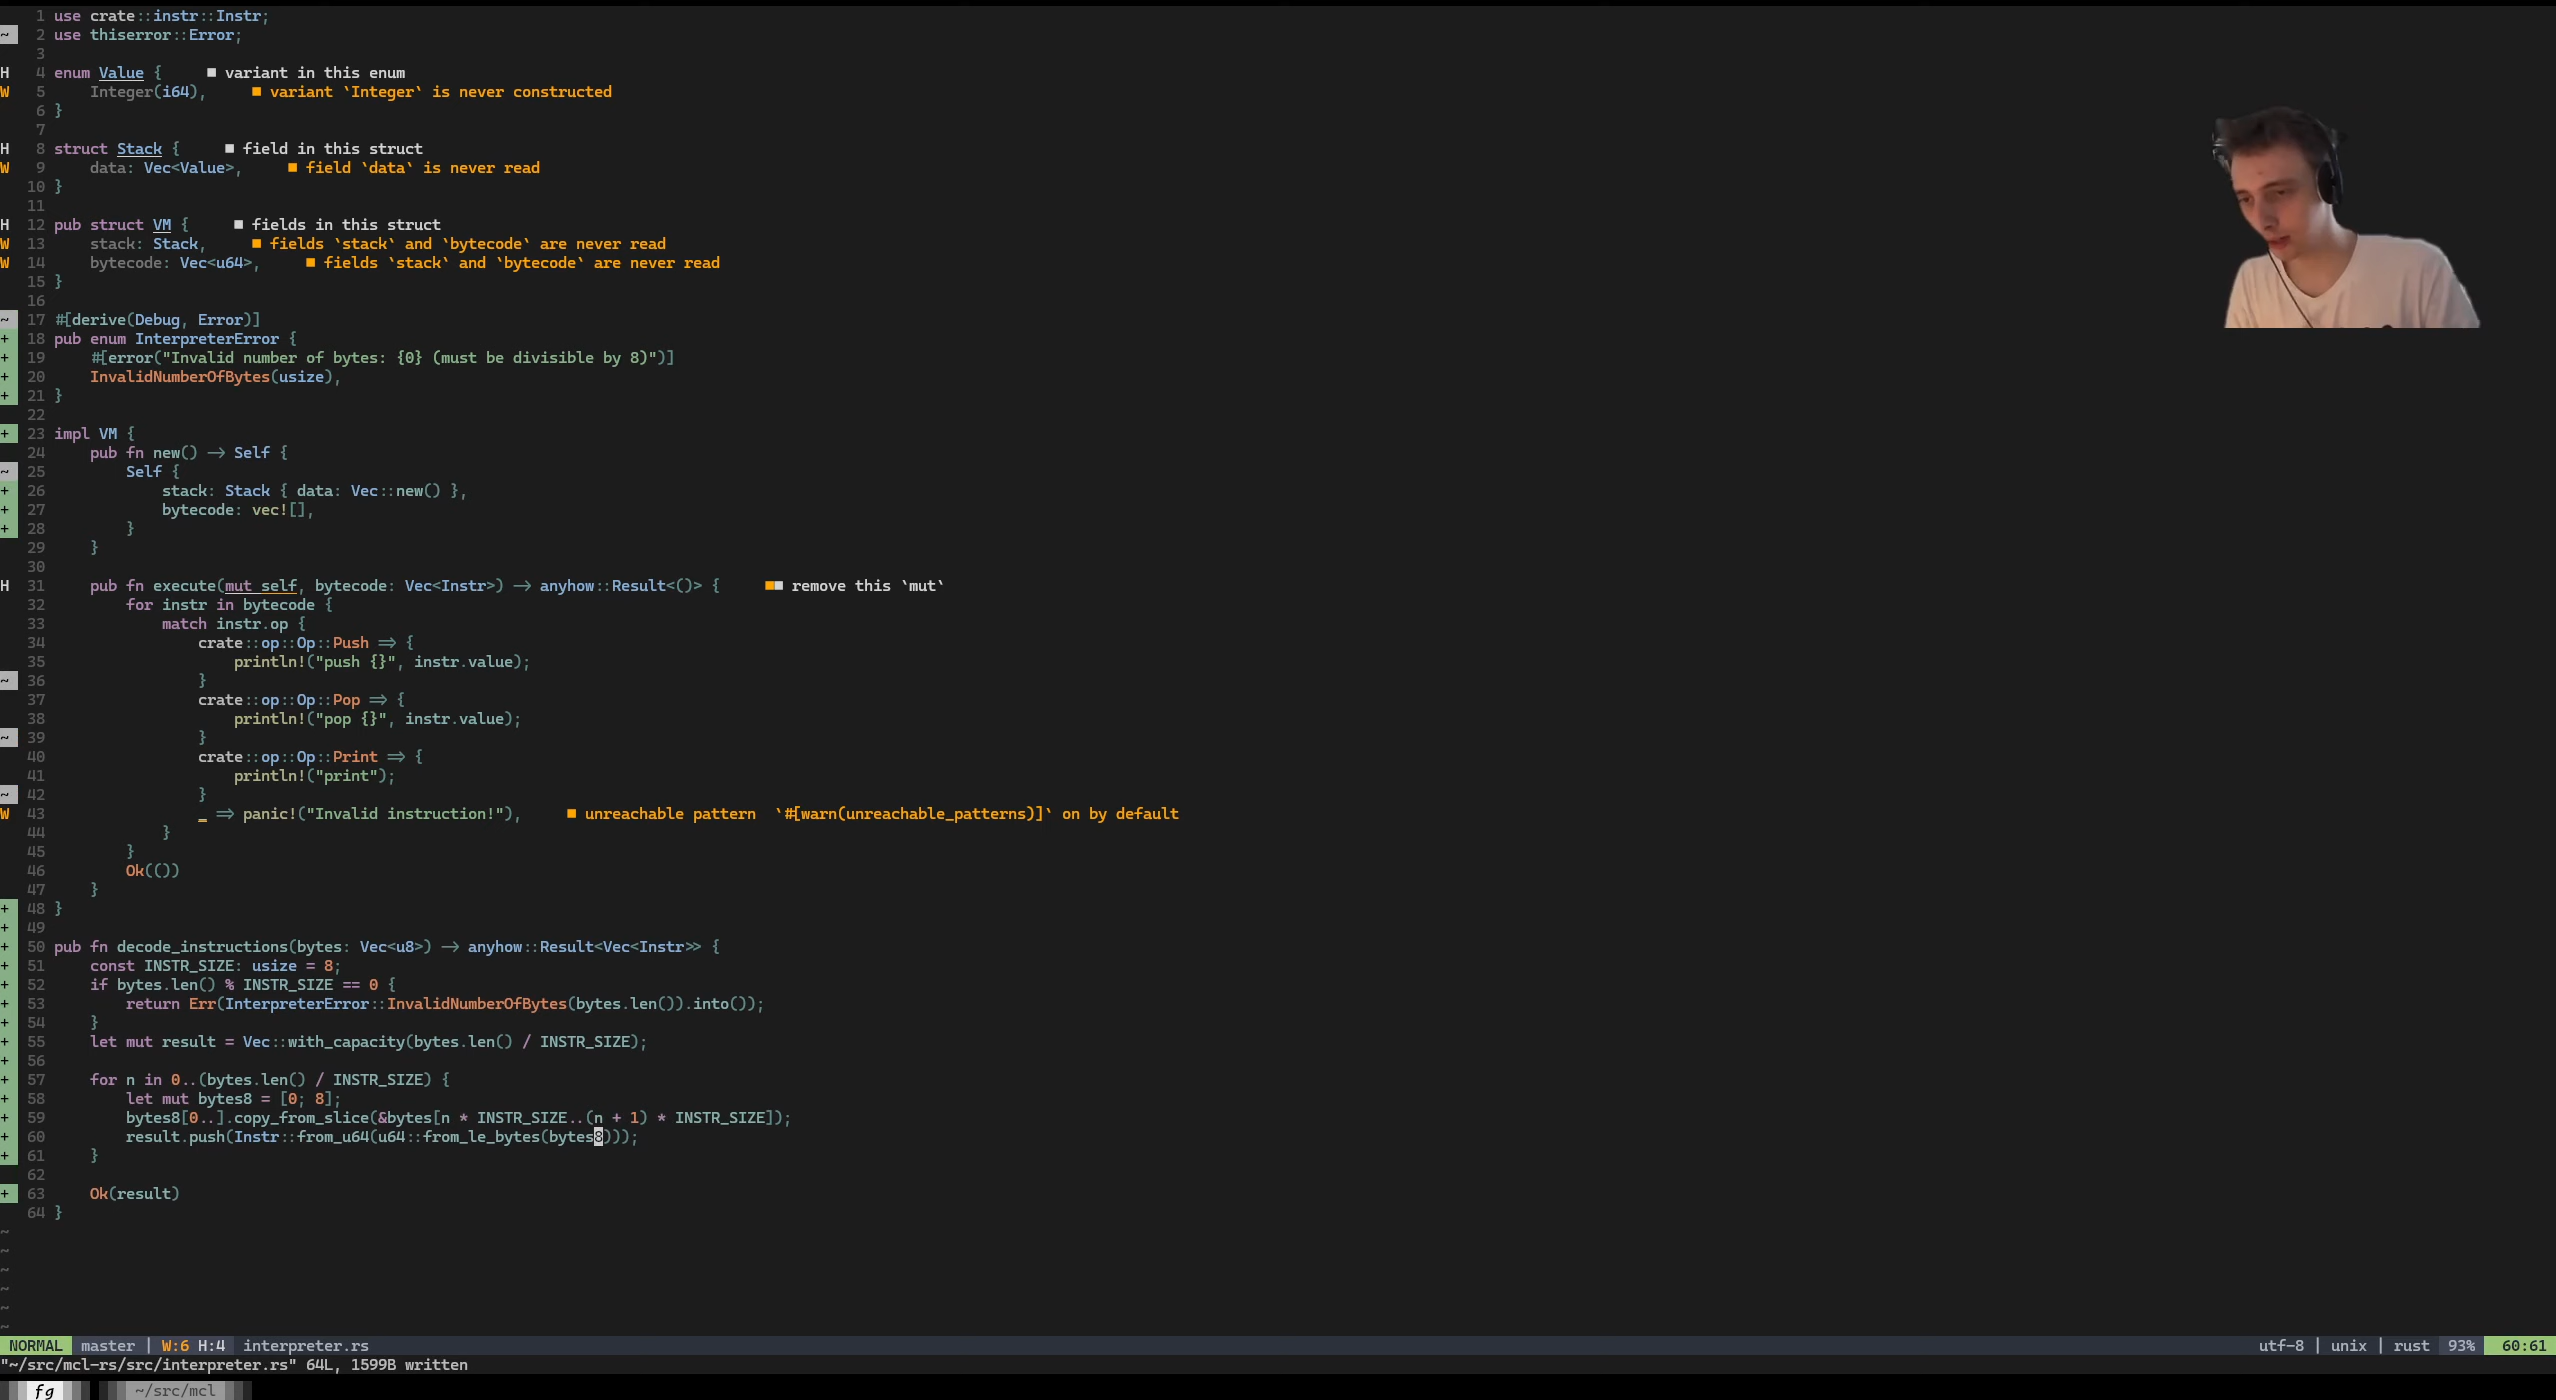 1 use crate::instr::Instr;
~ 2 use thiserror::Error;
3
H 4 enum Value { ■ variant in this enum
W 5 Integer(i64), ■ variant `Integer` is never constructed
6 }
7
H 8 struct Stack { ■ field in this struct
W 9 data: Vec<Value>, ■ field `data` is never read
10 }
11
H 12 pub struct VM { ■ fields in this struct
W 13 stack: Stack, ■ fields `stack` and `bytecode` are never read
W 14 bytecode: Vec<u64>, ■ fields `stack` and `bytecode` are never read
15 }
16
~ 17 #[derive(Debug, Error)]
+ 18 pub enum InterpreterError {
+ 19 #[error("Invalid number of bytes: {0} (must be divisible by 8)")]
+ 20 InvalidNumberOfBytes(usize),
+ 21 }
22
+ 23 impl VM {
24 pub fn new() -> Self {
~ 25 Self {
+ 26 stack: Stack { data: Vec::new() },
+ 27 bytecode: vec![],
+ 28 }
29 }
30
H 31 pub fn execute(mut self, bytecode: Vec<Instr>) -> anyhow::Result<()> { ■■ remove this `mut`
32 for instr in bytecode {
33 match instr.op {
34 crate::op::Op::Push => {
35 println!("push {}", instr.value);
~ 36 }
37 crate::op::Op::Pop => {
38 println!("pop {}", instr.value);
~ 39 }
40 crate::op::Op::Print => {
41 println!("print");
~ 42 }
W 43 _ => panic!("Invalid instruction!"), ■ unreachable pattern `#[warn(unreachable_patterns)]` on by default
44 }
45 }
46 Ok(())
47 }
+ 48 }
+ 49
+ 50 pub fn decode_instructions(bytes: Vec<u8>) -> anyhow::Result<Vec<Instr>> {
+ 51 const INSTR_SIZE: usize = 8;
+ 52 if bytes.len() % INSTR_SIZE == 0 {
+ 53 return Err(InterpreterError::InvalidNumberOfBytes(bytes.len()).into());
+ 54 }
+ 55 let mut result = Vec::with_capacity(bytes.len() / INSTR_SIZE);
+ 56
+ 57 for n in 0..(bytes.len() / INSTR_SIZE) {
+ 58 let mut bytes8 = [0; 8];
+ 59 bytes8[0..].copy_from_slice(&bytes[n * INSTR_SIZE..(n + 1) * INSTR_SIZE]);
+ 60 result.push(Instr::from_u64(u64::from_le_bytes(bytes8)));
+ 61 }
62
+ 63 Ok(result)
64 }
~
~
~
~
~
~
NORMAL master | W:6 H:4 interpreter.rs utf-8 | unix | rust 93% 60:61
"~/src/mcl-rs/src/interpreter.rs" 64L, 1599B written
fg ~/src/mcl